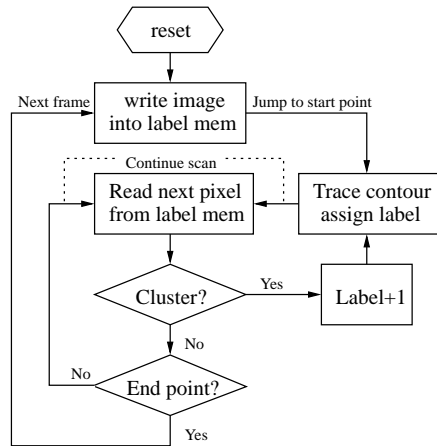 reset
Next frame
write image
into label mem
Jump to start point
Continue scan
Read next pixel
from label mem
Trace contour
assign label
Cluster?
Yes
Label+1
No
No
End point?
Yes